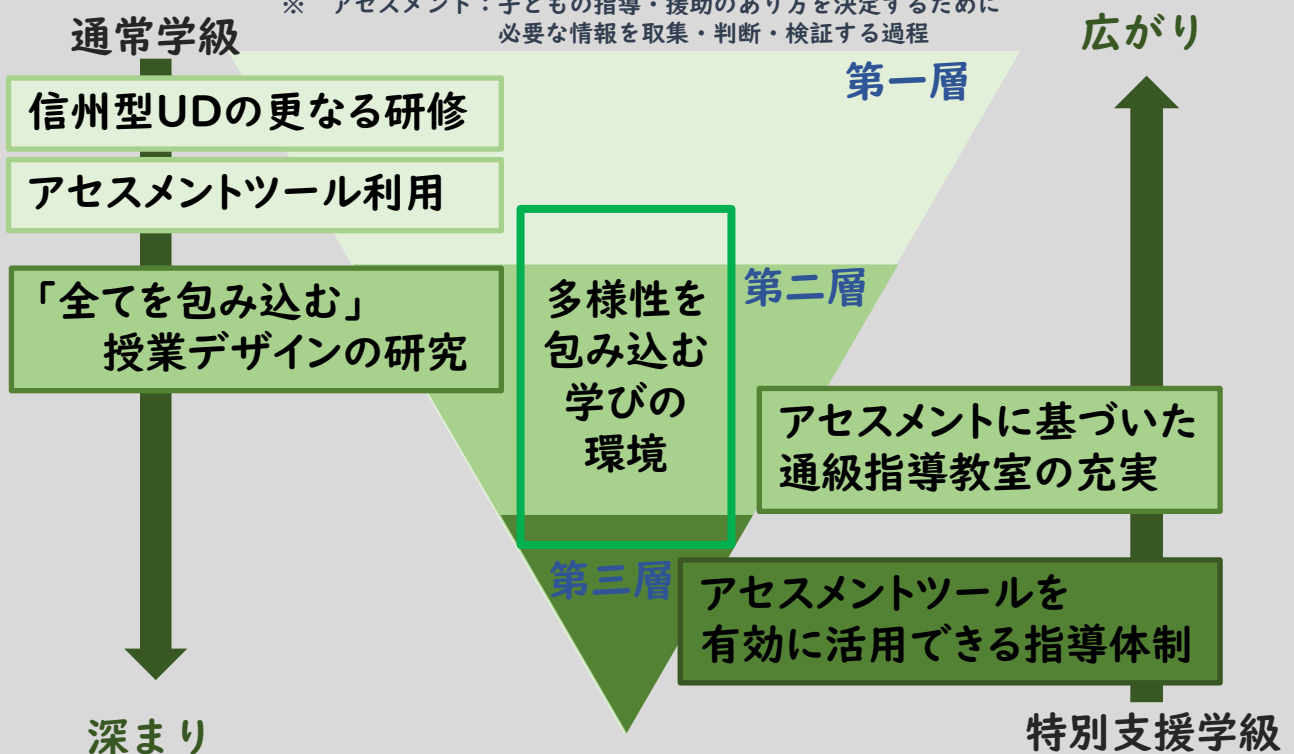 ※　アセスメント：子どもの指導・援助のあり方を決定するために
必要な情報を取集・判断・検証する過程
通常学級
広がり
第一層
信州型UDの更なる研修
アセスメントツール利用
「全てを包み込む」
授業デザインの研究
多様性を
包み込む
学びの
環境
第二層
アセスメントに基づいた
通級指導教室の充実
第三層
アセスメントツールを
有効に活用できる指導体制
深まり
特別支援学級